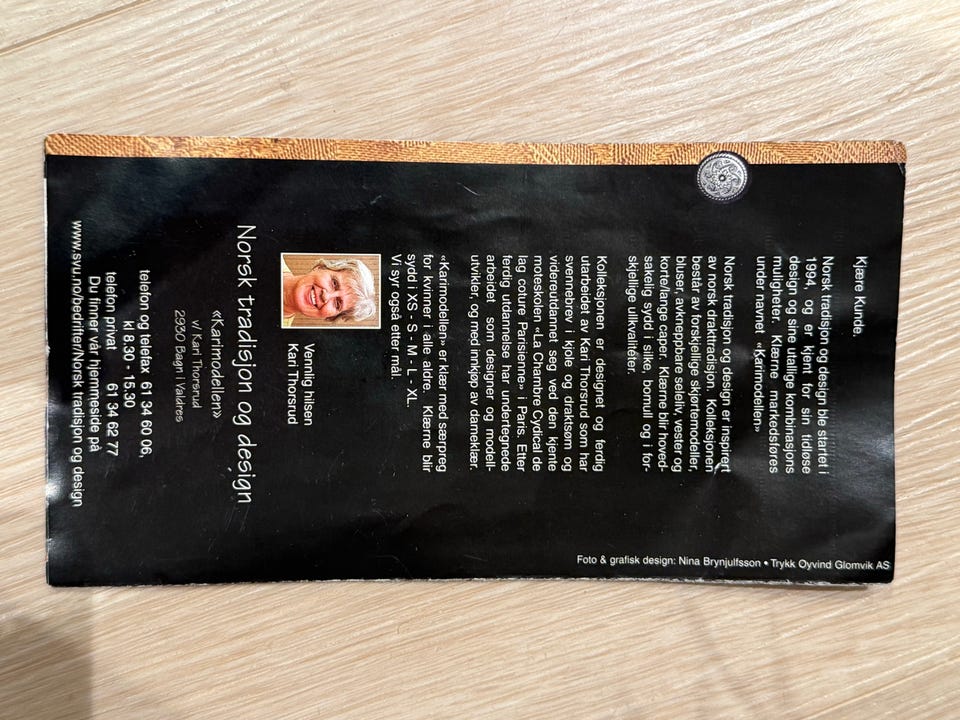 Kjære Kunde.
Norsk tradisjon og design ble startet i
1994, og er kjent for sin tidløse
design og sine utallige kombinasjons
muligheter. Klærne markedsføres
under navnet «Karimodellen»
Norsk tradisjon og design er inspirert
av norsk drakttradisjon. Kolleksjonen
består av forskjellige skjortemodeller,
bluser, avkneppbare seleliv, vester og
korte/lange caper. Klærne blir hoved-
sakelig sydd i silke, bomull og i for-
skjellige ullkvalitéter.
Kolleksjonen er designet og ferdig
utarbeidet av Kari Thorsrud som har
svennebrev i kjole og draktsøm og
videreutdannet seg ved den kjente
moteskolen «La Chambre Cydical de
lag coture Parisienne» i Paris. Etter
ferdig utdannelse har undertegnede
arbeidet som designer og modell-
utvikler, og med innkjøp av dameklær.
«Karimodellen» er klær med særpreg
for kvinner i alle aldre. Klærne blir
sydd i XS - S - M - L - XL.
Vi syr også etter mål.
Vennlig hilsen
Kari Thorsrud
Norsk tradisjon og design
«Karimodellen»
v/ Kari Thorsrud
2930 Bagn i Valdres
telefon og telefax 61 34 60 06,
kl 8.30 - 15.30
telefon privat 61 34 62 77
Du finner vår hjemmeside på
www.svu.no/bedrifter/Norsk tradisjon og design
Foto & grafisk design: Nina Brynjulfsson • Trykk Øyvind Glomvik AS